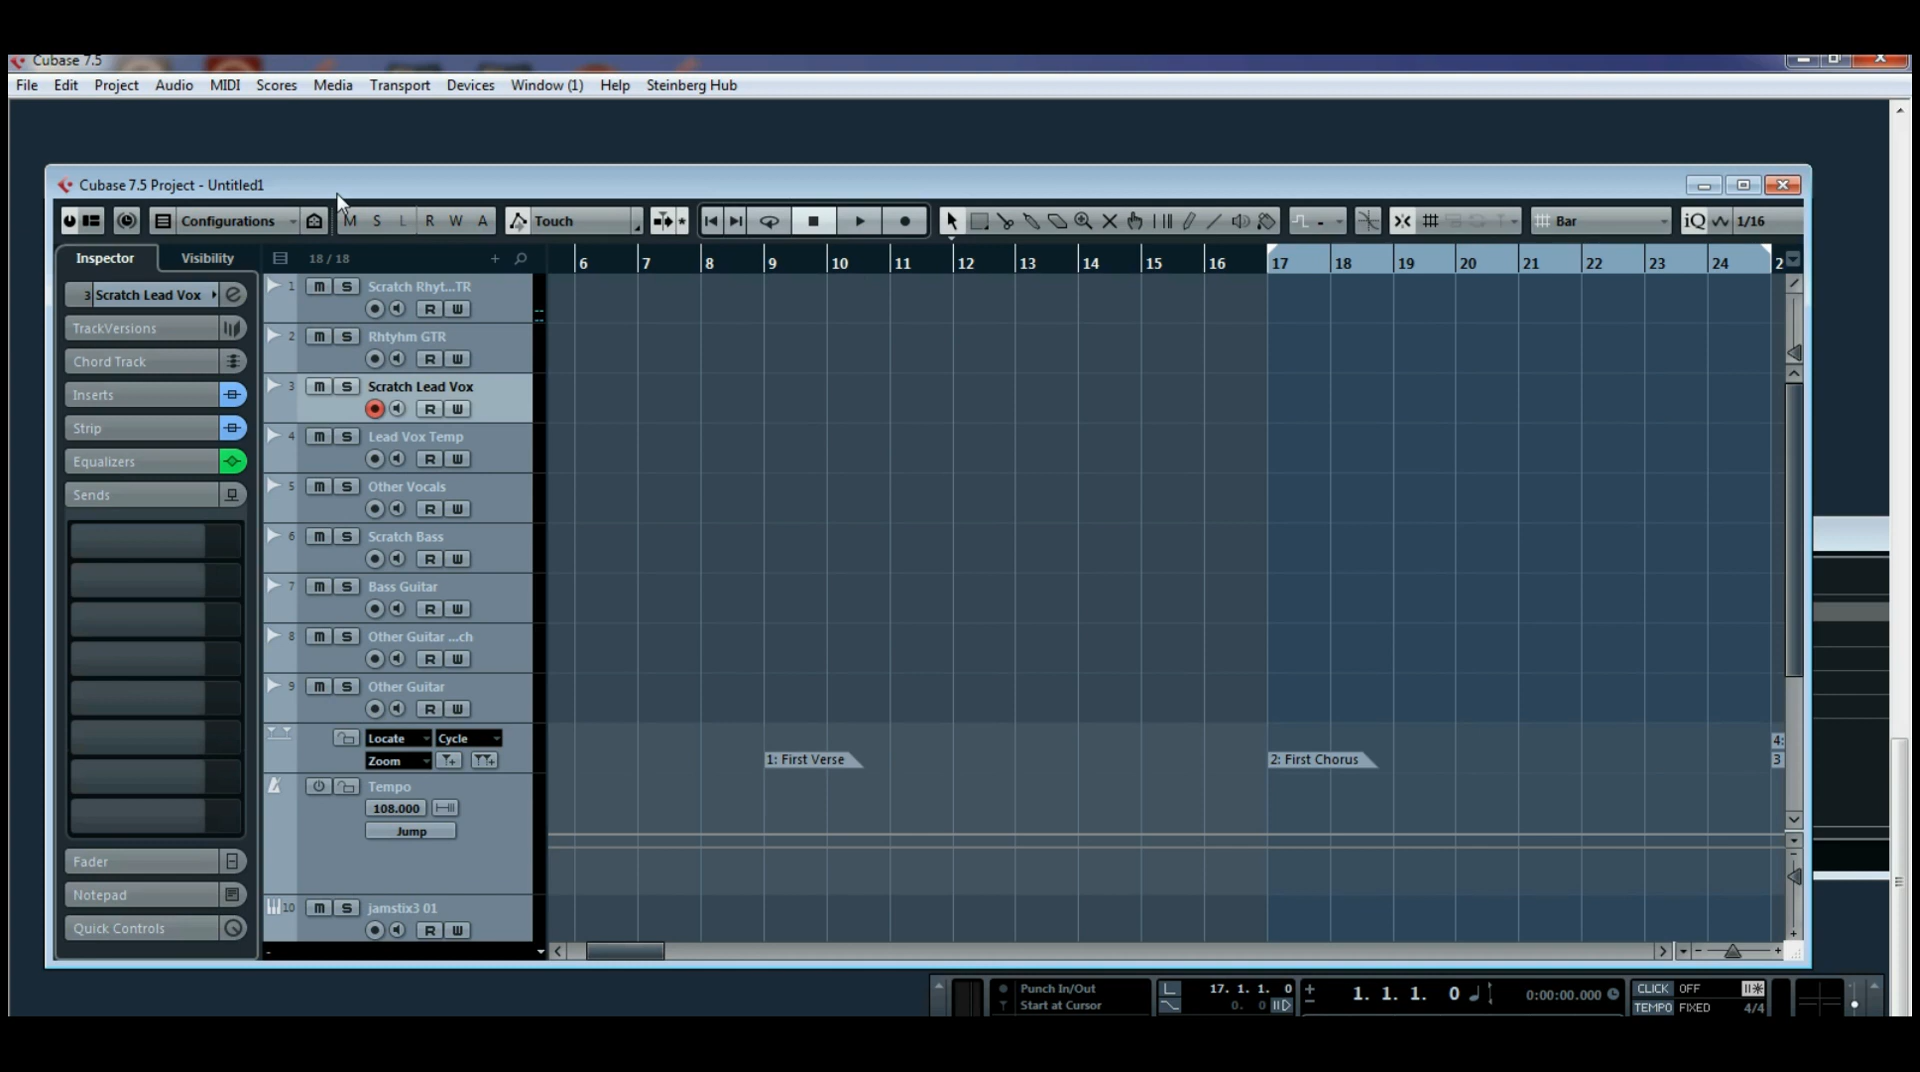 Cubase 7.5
File Edit Project Audio MIDI Scores Media Transport Devices Window (1) Help Steinberg Hub
Cubase 7.5 Project - Untitled1
Configurations M S L R W A Touch Bar iQ 1/16
Inspector Visibility 18 / 18 + 6 7 8 9 10 11 12 13 14 15 16 17 18 19 20 21 22 23 24 2
3 Scratch Lead Vox
TrackVersions
Chord Track
Inserts
Strip
Equalizers
Sends
Fader
Notepad
Quick Controls
1 m S Scratch Rhyt...TR
R W
2 m S Rhtyhm GTR
R W
3 m S Scratch Lead Vox
R W
4 m S Lead Vox Temp
R W
5 m S Other Vocals
R W
6 m S Scratch Bass
R W
7 m S Bass Guitar
R W
8 m S Other Guitar ...ch
R W
9 m S Other Guitar
R W
Locate Cycle
Zoom
1: First Verse 2: First Chorus
4:
3
Tempo
108.000
Jump
10 m S jamstix3 01
R W
Punch In/Out L 17. 1. 1. 0 + 1. 1. 1. 0 0:00:00.000 CLICK OFF
Start at Cursor 0. 0 - TEMPO FIXED 4/4